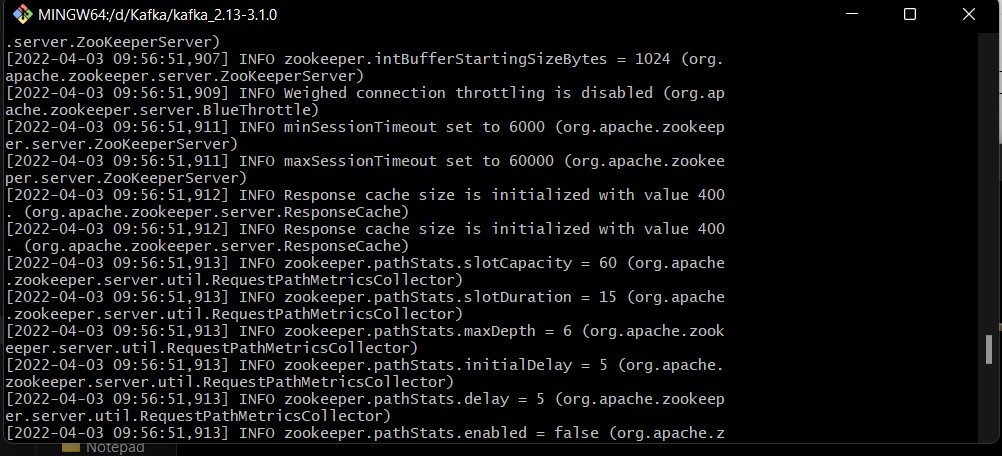 MINGW64:/d/Kafka/kafka_2.13-3.1.0
.server.ZooKeeperServer)
[2022-04-03 09:56:51,907] INFO zookeeper.intBufferStartingSizeBytes = 1024 (org.
apache.zookeeper.server.ZooKeeperServer)
[2022-04-03 09:56:51,909] INFO Weighed connection throttling is disabled (org.ap
ache.zookeeper.server.BlueThrottle)
[2022-04-03 09:56:51,911] INFO minSessionTimeout set to 6000 (org.apache.zookeep
er.server.ZooKeeperServer)
[2022-04-03 09:56:51,911] INFO maxSessionTimeout set to 60000 (org.apache.zookee
per.server.ZooKeeperServer)
[2022-04-03 09:56:51,912] INFO Response cache size is initialized with value 400
. (org.apache.zookeeper.server.ResponseCache)
[2022-04-03 09:56:51,912] INFO Response cache size is initialized with value 400
. (org.apache.zookeeper.server.ResponseCache)
[2022-04-03 09:56:51,913] INFO zookeeper.pathStats.slotCapacity = 60 (org.apache
.zookeeper.server.util.RequestPathMetricsCollector)
[2022-04-03 09:56:51,913] INFO zookeeper.pathStats.slotDuration = 15 (org.apache
.zookeeper.server.util.RequestPathMetricsCollector)
[2022-04-03 09:56:51,913] INFO zookeeper.pathStats.maxDepth = 6 (org.apache.zook
eeper.server.util.RequestPathMetricsCollector)
[2022-04-03 09:56:51,913] INFO zookeeper.pathStats.initialDelay = 5 (org.apache.
zookeeper.server.util.RequestPathMetricsCollector)
[2022-04-03 09:56:51,913] INFO zookeeper.pathStats.delay = 5 (org.apache.zookeep
er.server.util.RequestPathMetricsCollector)
[2022-04-03 09:56:51,913] INFO zookeeper.pathStats.enabled = false (org.apache.z
Notepad